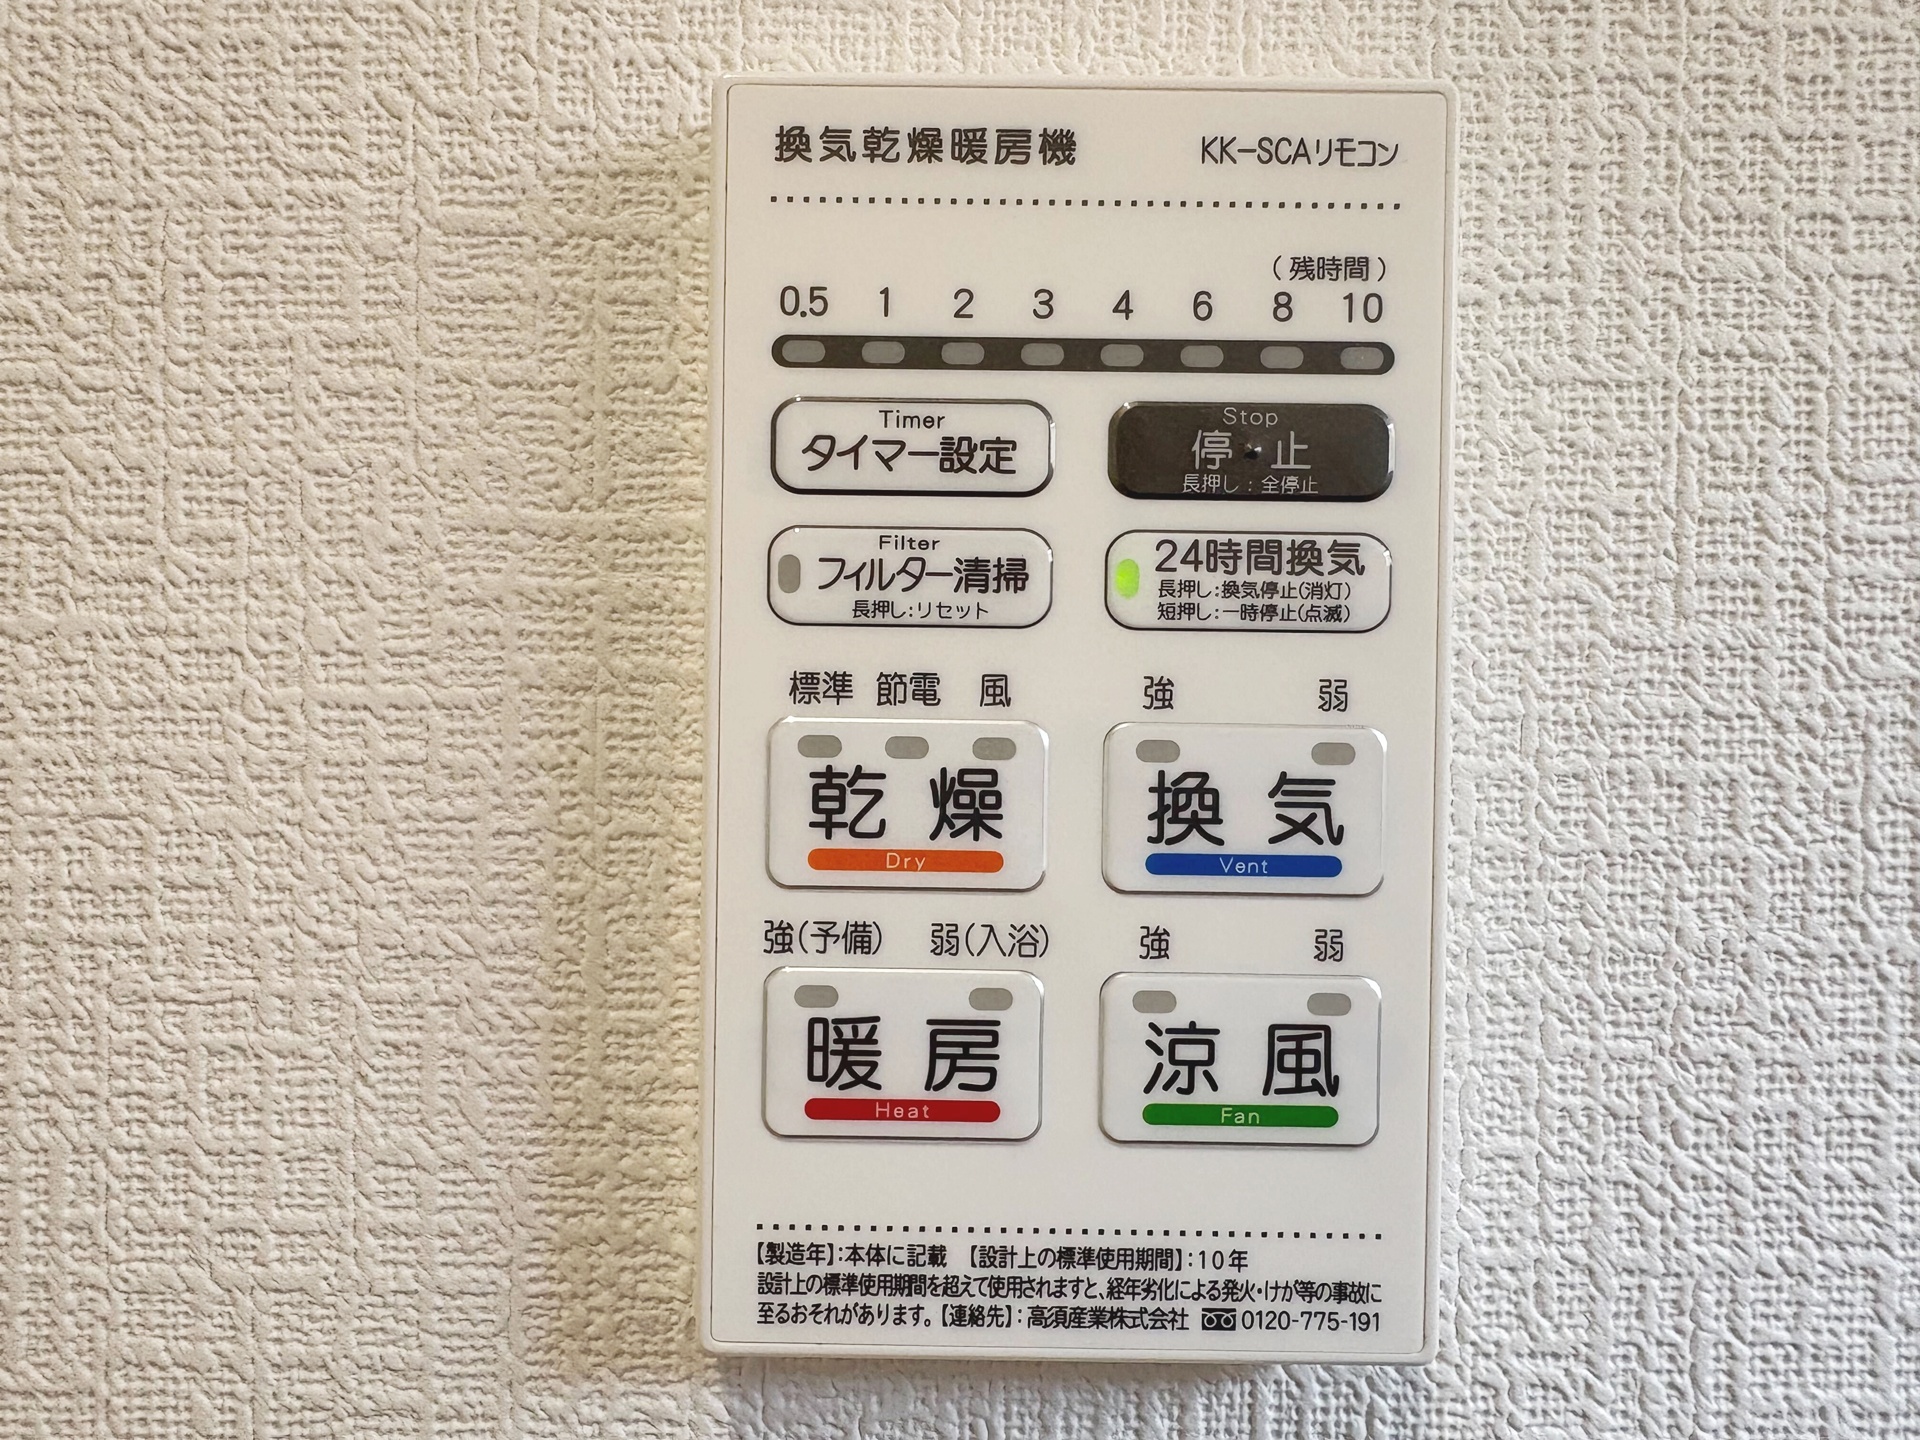 換気乾燥暖房機 KK-SCAリモコン
(残時間)
0.5 1 2 3 4 6 8 10
Timer
タイマー設定
Stop
停止
長押し:全停止
Filter
フィルター清掃
長押し:リセット
24時間換気
長押し:換気停止(消灯)
短押し:一時停止(点滅)
標準 節電 風
乾燥
Dry
強 弱
換気
Vent
強(予備) 弱(入浴)
暖房
Heat
強 弱
涼風
Fan
【製造年】:本体に記載 【設計上の標準使用期間】:10年
設計上の標準使用期間を超えて使用されますと、経年劣化による発火・けが等の事故に
至るおそれがあります。【連絡先】:高須産業株式会社 0120-775-191